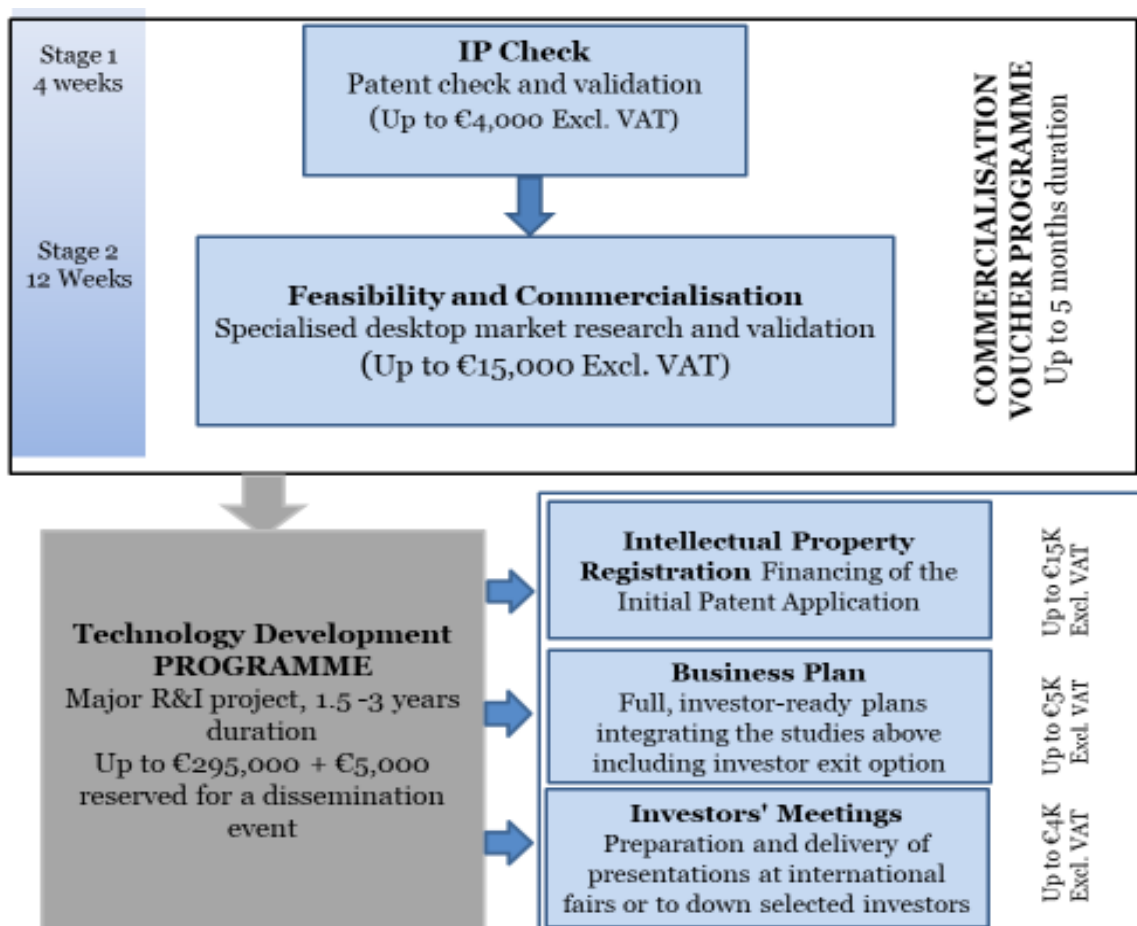 Stage 1
4 weeks
IP Check
Patent check and validation
(Up to €4,000 Excl. VAT)
Stage 2
12 Weeks
Feasibility and Commercialisation
Specialised desktop market research and validation
(Up to €15,000 Excl. VAT)
COMMERCIALISATION
VOUCHER PROGRAMME
Up to 5 months duration
Technology Development
PROGRAMME
Major R&I project, 1.5 -3 years
duration
Up to €295,000 + €5,000
reserved for a dissemination
event
Intellectual Property
Registration Financing of the
Initial Patent Application
Up to €15K
Excl. VAT
Business Plan
Full, investor-ready plans
integrating the studies above
including investor exit option
Up to €5K
Excl. VAT
Investors' Meetings
Preparation and delivery of
presentations at international
fairs or to down selected investors
Up to €4K
Excl. VAT